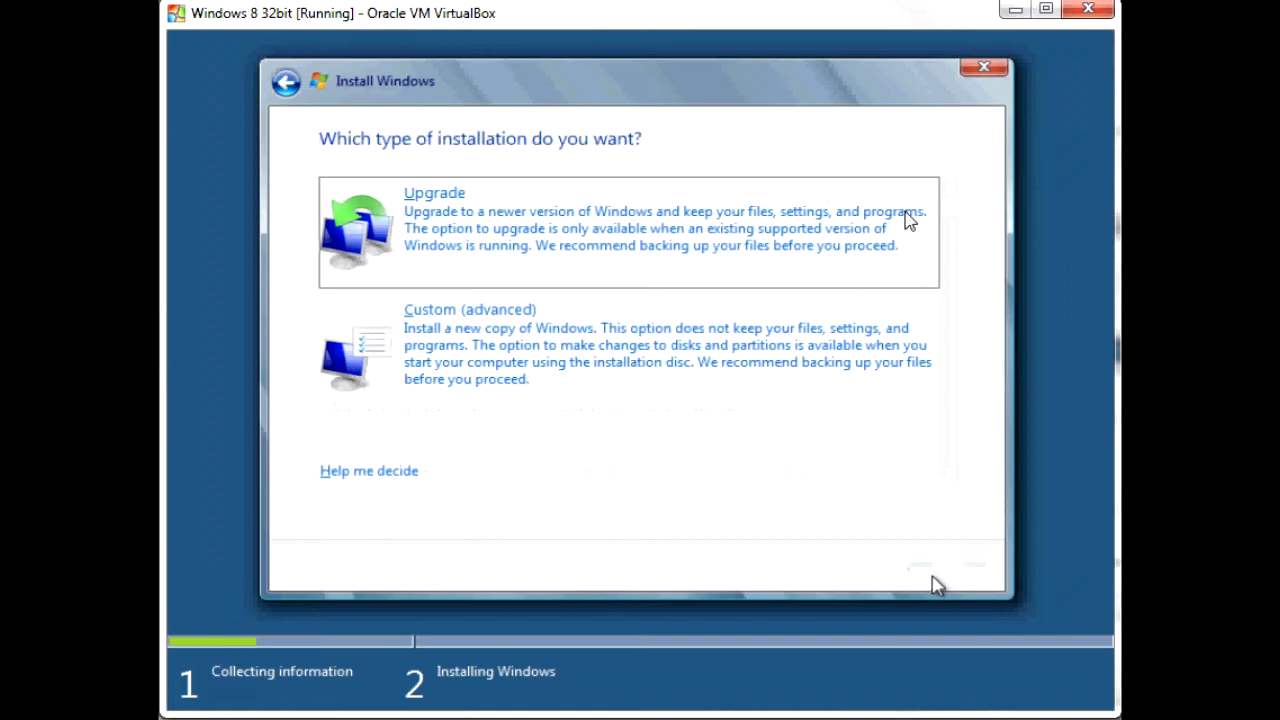 Windows 8 32bit [Running] - Oracle VM VirtualBox
Install Windows
Which type of installation do you want?
Upgrade
Upgrade to a newer version of Windows and keep your files, settings, and programs.
The option to upgrade is only available when an existing supported version of
Windows is running. We recommend backing up your files before you proceed.
Custom (advanced)
Install a new copy of Windows. This option does not keep your files, settings, and
programs. The option to make changes to disks and partitions is available when you
start your computer using the installation disc. We recommend backing up your files
before you proceed.
Help me decide
1 Collecting information
2 Installing Windows